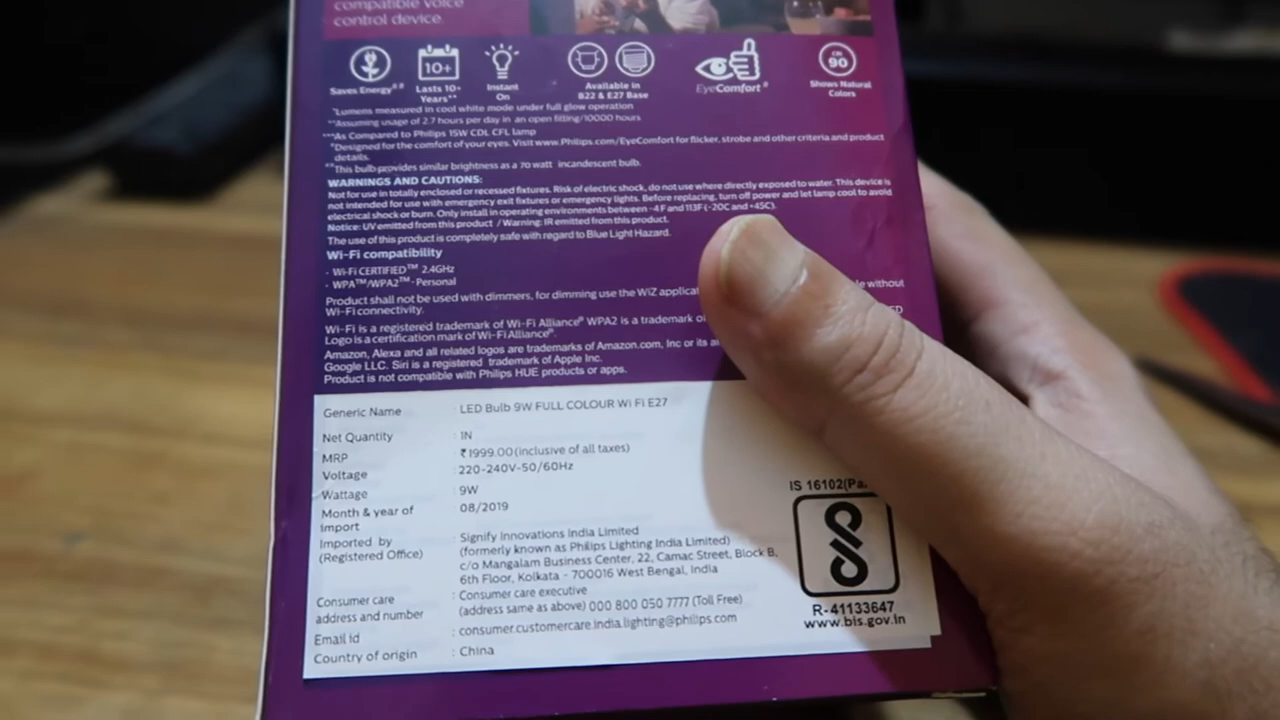 compatible voice
control device.
10+
CRI
90
Saves Energy##
Lasts 10+
Years**
Instant
On
Available in
B22 & E27 Base
EyeComfort#
Shows Natural
Colors
*Lumens measured in cool white mode under full glow operation
**Assuming usage of 2.7 hours per day in an open fitting/10000 hours
***As Compared to Philips 15W CDL CFL lamp
#Designed for the comfort of your eyes. Visit www.Philips.com/EyeComfort for flicker, strobe and other criteria and product
details.
##This bulb provides similar brightness as a 70 watt incandescent bulb.
WARNINGS AND CAUTIONS:
Not for use in totally enclosed or recessed fixtures. Risk of electric shock, do not use where directly exposed to water. This device is
not intended for use with emergency exit fixtures or emergency lights. Before replacing, turn off power and let lamp cool to avoid
electrical shock or burn. Only install in operating environments between -4 F and 113F (-20C and +45C).
Notice: UV emitted from this product / Warning: IR emitted from this product.
The use of this product is completely safe with regard to Blue Light Hazard.
Wi-Fi compatibility
- Wi-Fi CERTIFIED™ 2.4GHz
- WPA™/WPA2™- Personal
Product shall not be used with dimmers, for dimming use the WiZ without
Wi-Fi connectivity.
Wi-Fi is a registered trademark of Wi-Fi Alliance® WPA2 is a trademark
Logo is a certification mark of Wi-Fi Alliance®.
Amazon, Alexa and all related logos are trademarks of Amazon.com, Inc or its
Google LLC. Siri is a registered trademark of Apple Inc.
Product is not compatible with Philips HUE products or apps.
Generic Name : LED Bulb 9W FULL COLOUR Wi Fi E27
Net Quantity : 1N
MRP : ₹1999.00(inclusive of all taxes)
Voltage : 220-240V-50/60Hz
Wattage : 9W
Month & year of : 08/2019
Import
Imported by : Signify Innovations India Limited
(Registered Office) (formerly known as Philips Lighting India Limited)
c/o Mangalam Business Center, 22, Camac Street, Block B,
6th Floor, Kolkata - 700016 West Bengal, India
Consumer care : Consumer care executive
address and number (address same as above) 000 800 050 7777 (Toll Free)
Email id : consumer.customercare.india.lighting@philips.com
Country of origin : China
IS 16102
R-41133647
www.bis.gov.in